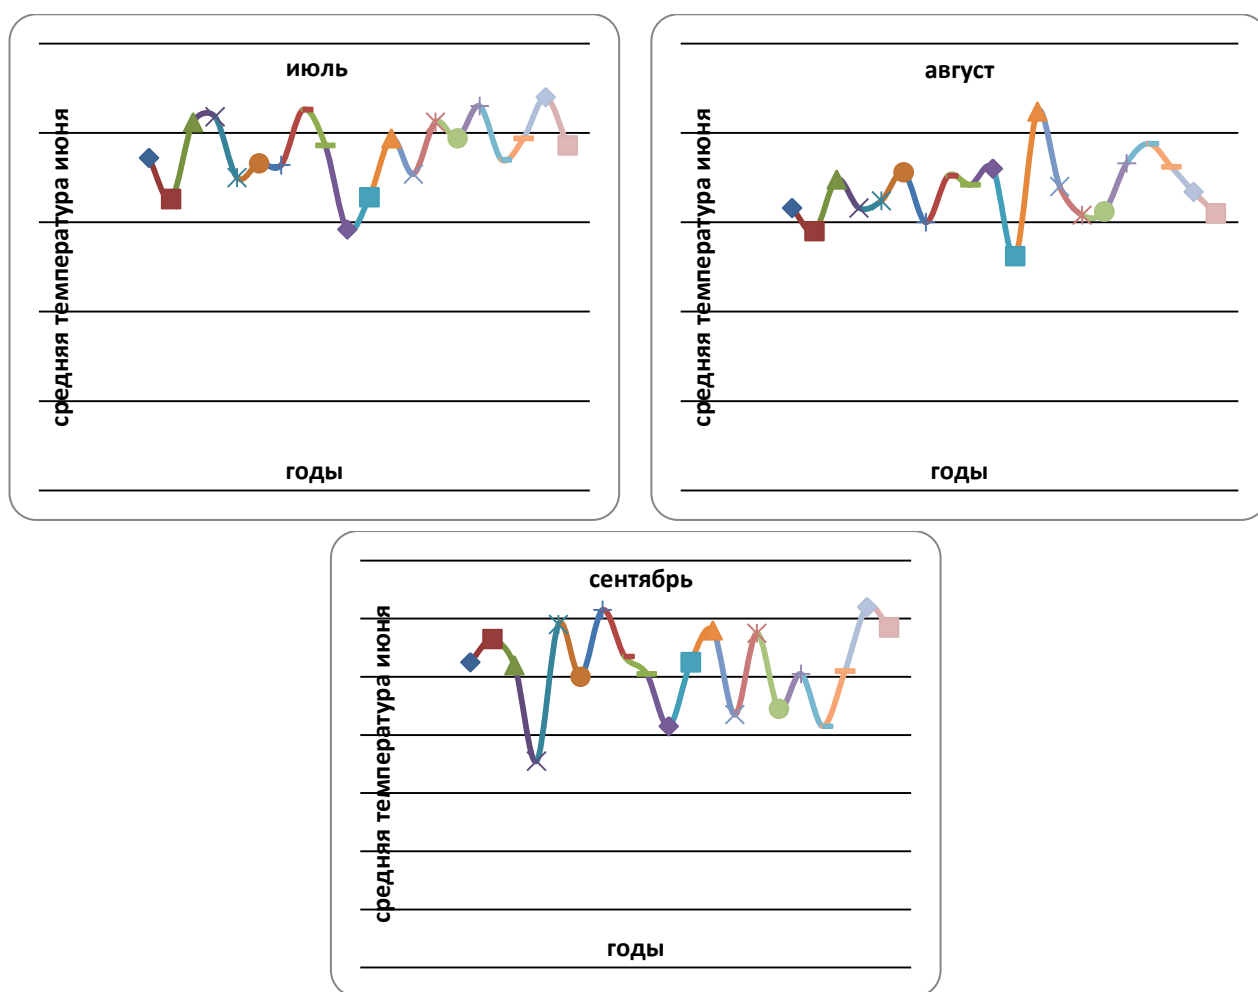 июль
средняя температура июня
годы
август
средняя температура июня
годы
сентябрь
средняя температура июня
годы